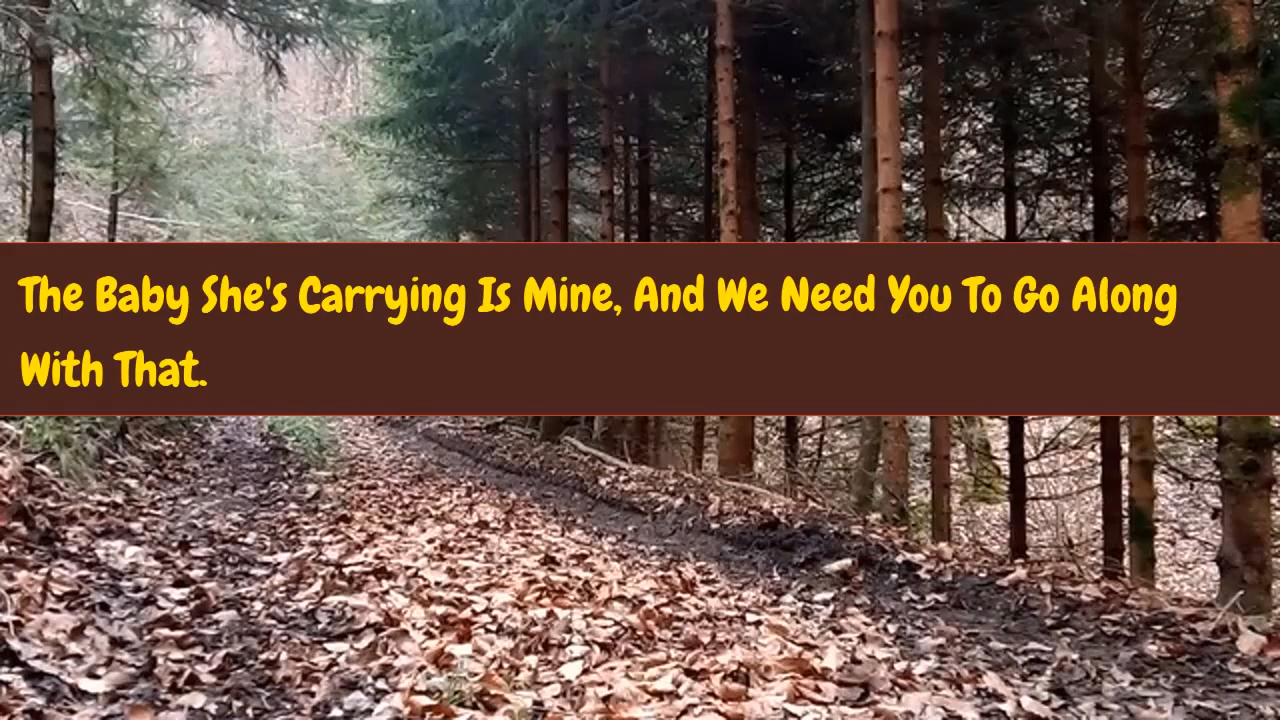 The Baby She's Carrying Is Mine, And We Need You To Go Along
With That.